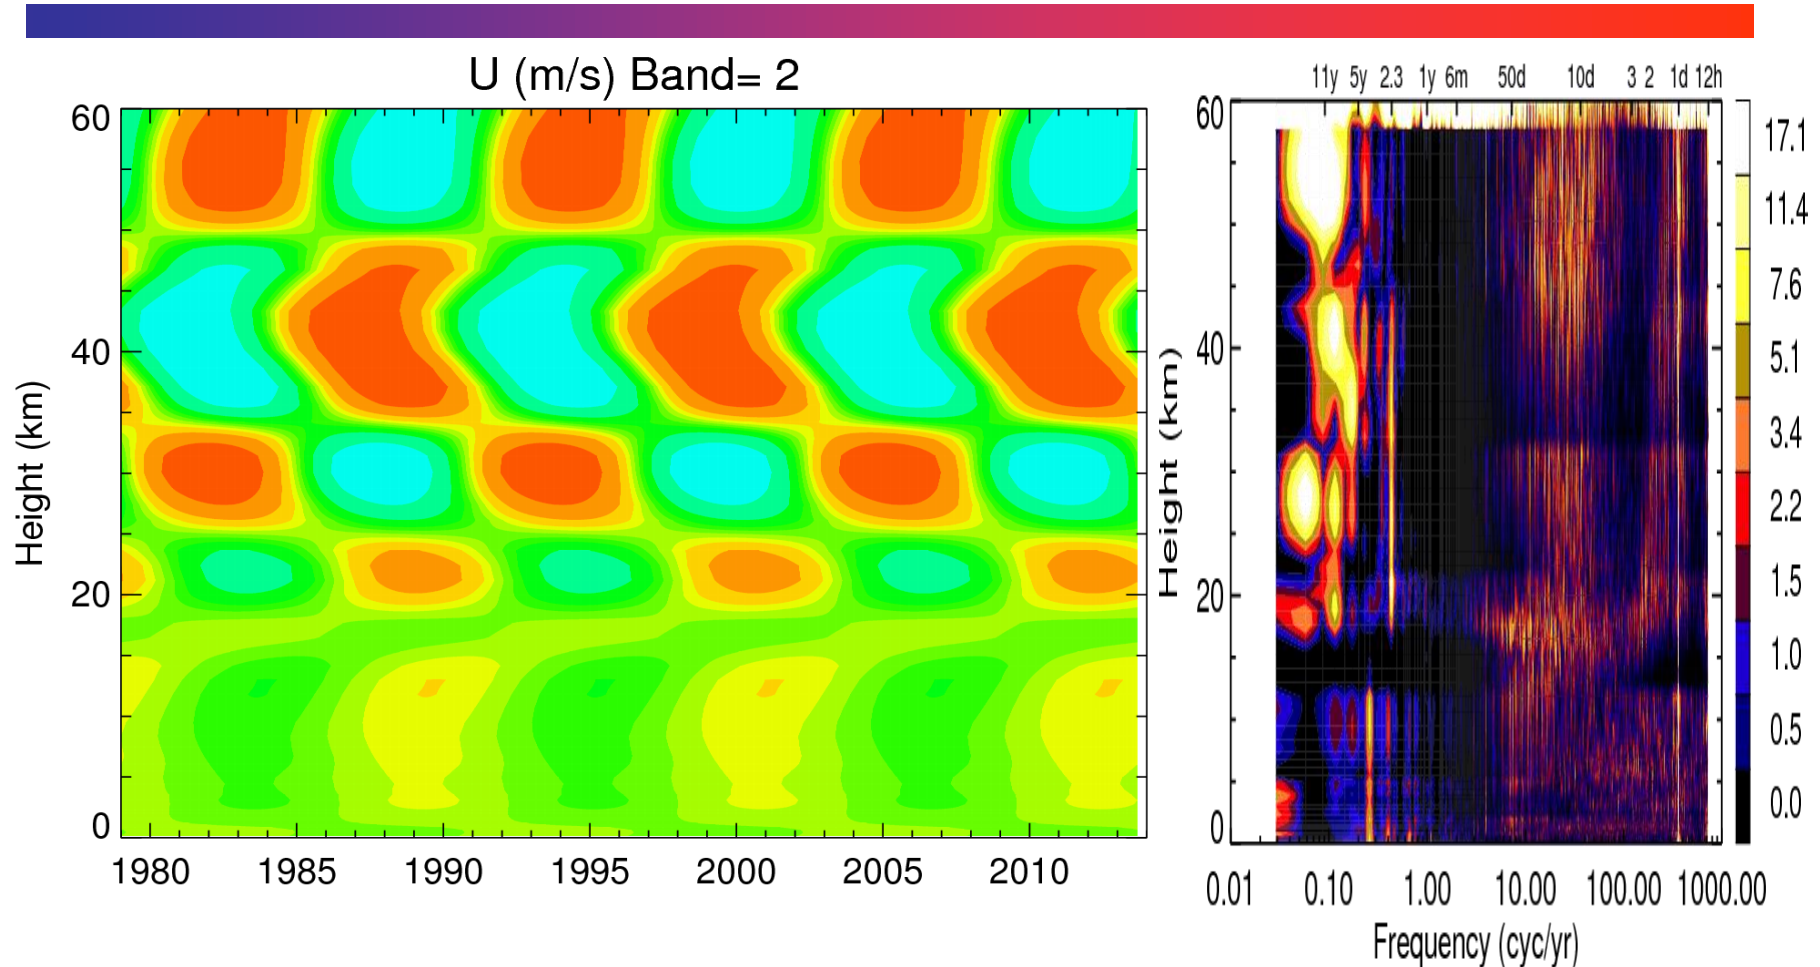 U (m/s) Band= 2
60
40
20
0
Height (km)
1980 1985 1990 1995 2000 2005 2010
11y 5y 2.3 1y 6m 50d 10d 3 2 1d 12h
60
40
20
0
Height (km)
0.01 0.10 1.00 10.00 100.00 1000.00
Frequency (cyc/yr)
17.1
11.4
7.6
5.1
3.4
2.2
1.5
1.0
0.5
0.0